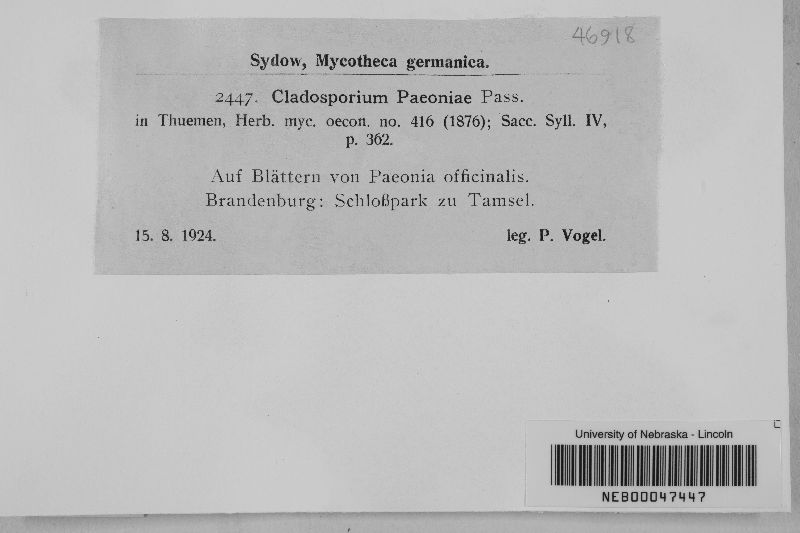 46918
Sydow, Mycotheca germanica.
2447. Cladosporium Paeoniae Pass.
in Thuemen, Herb. myc. oecon. no. 416 (1876); Sacc. Syll. IV,
p. 362.
Auf Blättern von Paeonia officinalis.
Brandenburg: Schloßpark zu Tamsel.
15. 8. 1924. leg. P. Vogel.
University of Nebraska - Lincoln
NEB00047447